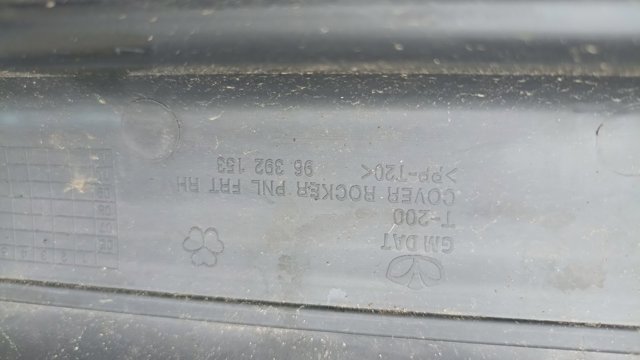 GM DAT
T-200
COVER ROCKER PNL FRT RH
>PP-T20< 96 392 153